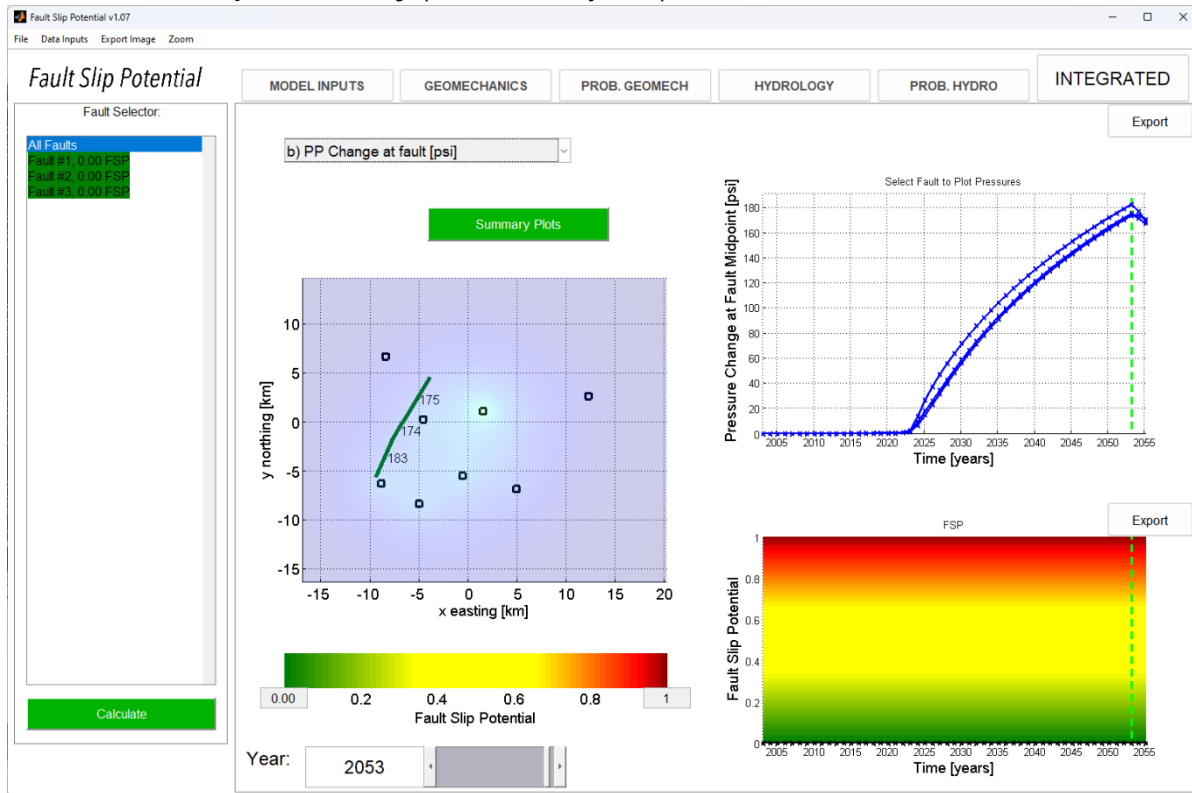 Fault Slip Potential v1.07
File Data Inputs Export Image Zoom
Fault Slip Potential
MODEL INPUTS GEOMECHANICS PROB. GEOMECH HYDROLOGY PROB. HYDRO INTEGRATED
Fault Selector:
All Faults
Fault #1, 0.00 FSP
Fault #2, 0.00 FSP
Fault #3, 0.00 FSP
Calculate
Export
b) PP Change at fault [psi]
Summary Plots
10
5
0
-5
-10
-15
y northing [km]
175
174
183
-15 -10 -5 0 5 10 15 20
x easting [km]
0.00 0.2 0.4 0.6 0.8 1
Fault Slip Potential
Year: 2053
Select Fault to Plot Pressures
Pressure Change at Fault Midpoint [psi]
180
160
140
120
100
80
60
40
20
0
2005 2010 2015 2020 2025 2030 2035 2040 2045 2050 2055
Time [years]
Export
FSP
Fault Slip Potential
1
0.8
0.6
0.4
0.2
0
2005 2010 2015 2020 2025 2030 2035 2040 2045 2050 2055
Time [years]